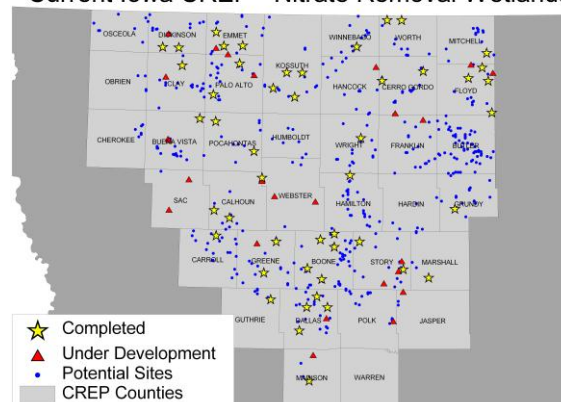 Current Iowa CREP – Nitrate Removal Wetlands
OSCEOLA DICKINSON EMMET WINNEBAGO WORTH MITCHELL
KOSSUTH
OBRIEN CLAY PALO ALTO HANCOCK CERRO GORDO FLOYD
CHEROKEE BUENA VISTA POCAHONTAS HUMBOLDT WRIGHT FRANKLIN BUTLER
SAC CALHOUN WEBSTER HAMILTON HARDIN GRUNDY
CARROLL GREENE BOONE STORY MARSHALL
GUTHRIE DALLAS POLK JASPER
MADISON WARREN
Completed
Under Development
Potential Sites
CREP Counties